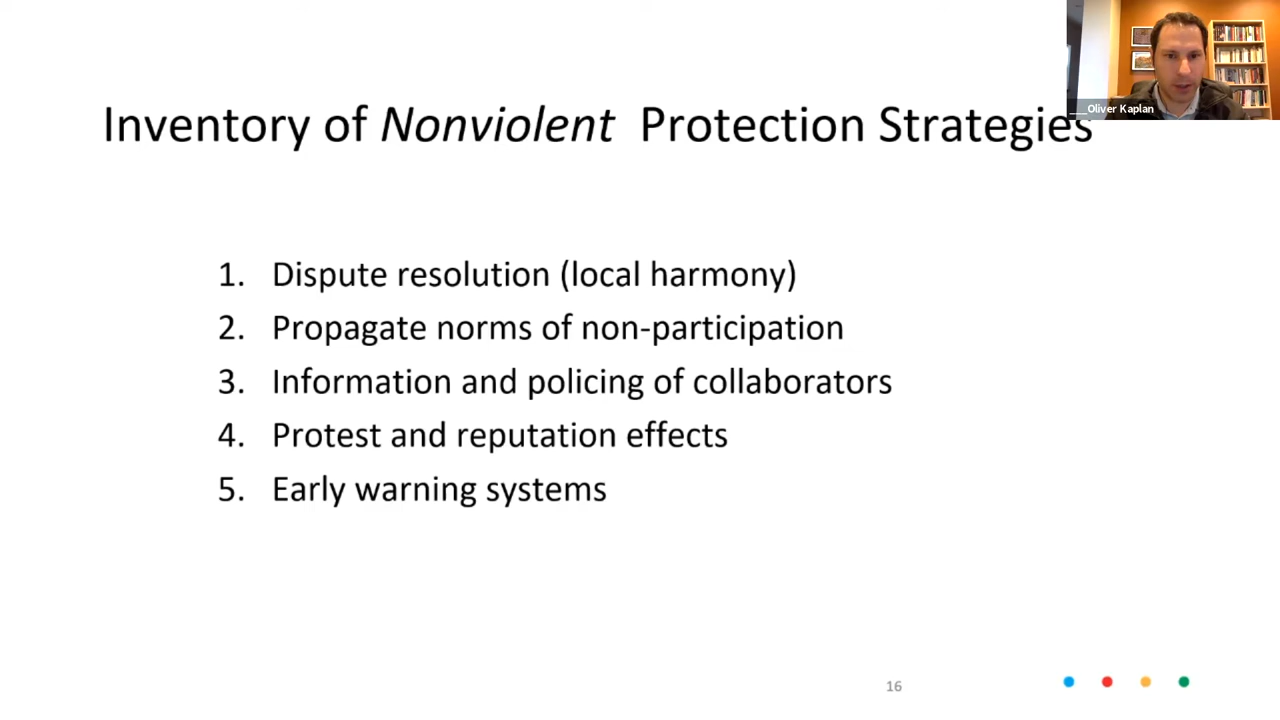 ___Oliver Kaplan
Inventory of Nonviolent Protection Strategies
1. Dispute resolution (local harmony)
2. Propagate norms of non-participation
3. Information and policing of collaborators
4. Protest and reputation effects
5. Early warning systems
16